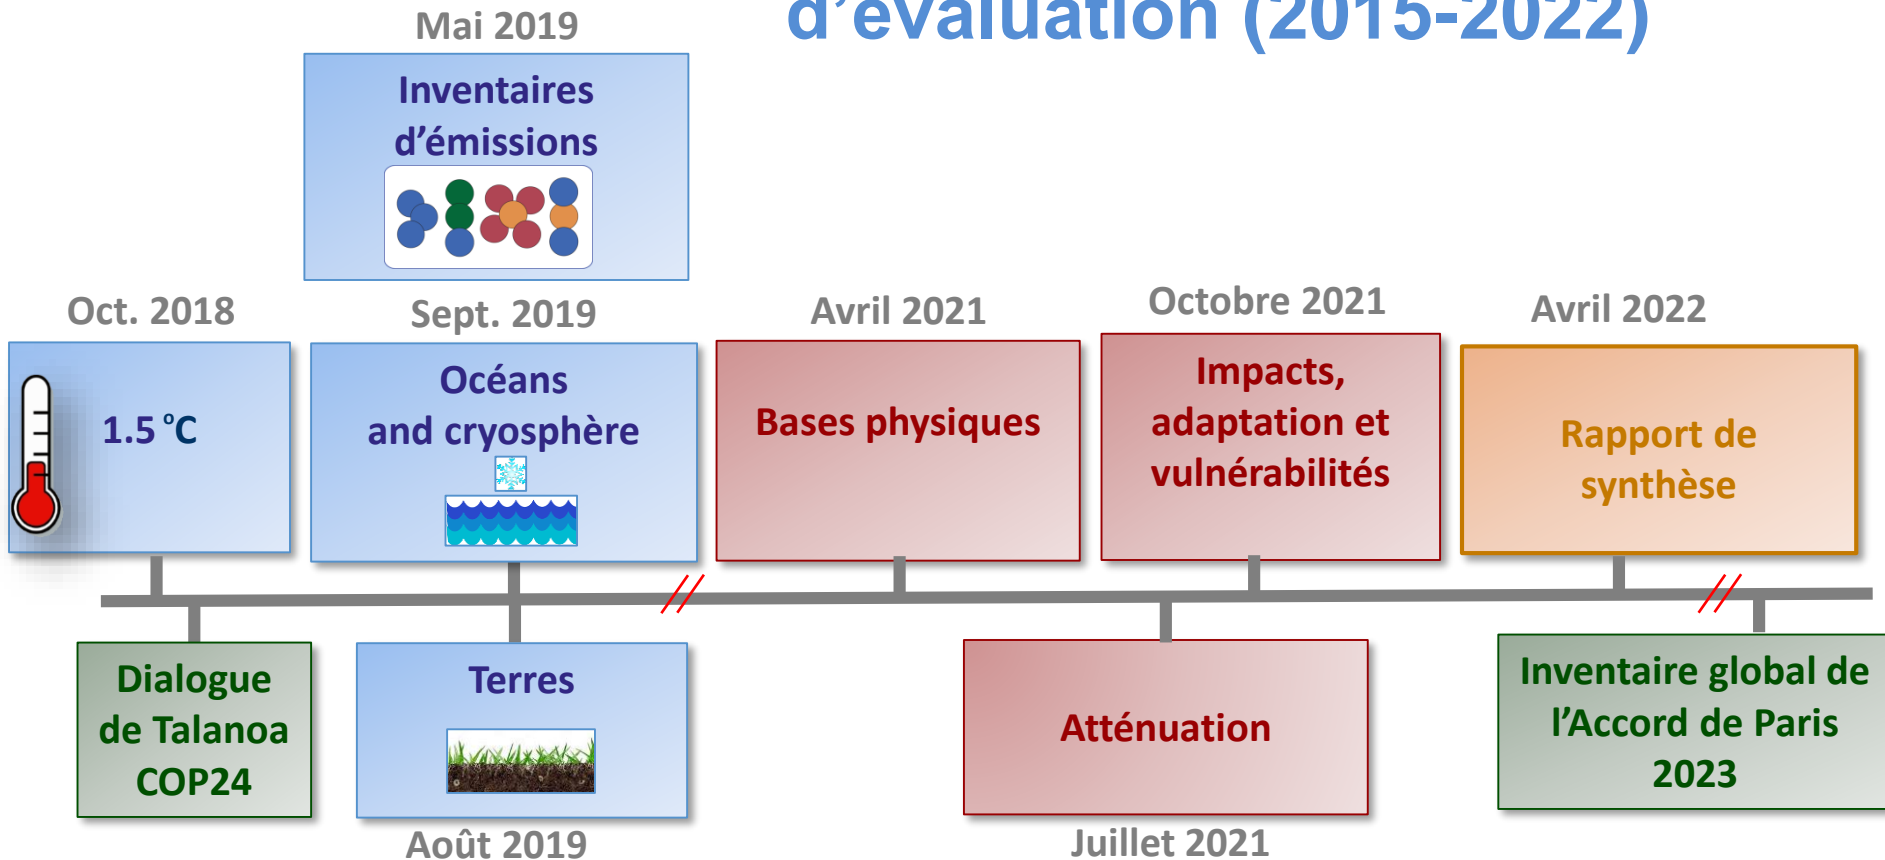 d’évaluation (2015-2022)
Mai 2019
Inventaires
d’émissions
Oct. 2018
1.5 °C
Sept. 2019
Océans
and cryosphère
Avril 2021
Bases physiques
Octobre 2021
Impacts,
adaptation et
vulnérabilités
Avril 2022
Rapport de
synthèse
Dialogue
de Talanoa
COP24
Terres
Août 2019
Atténuation
Juillet 2021
Inventaire global de
l’Accord de Paris
2023